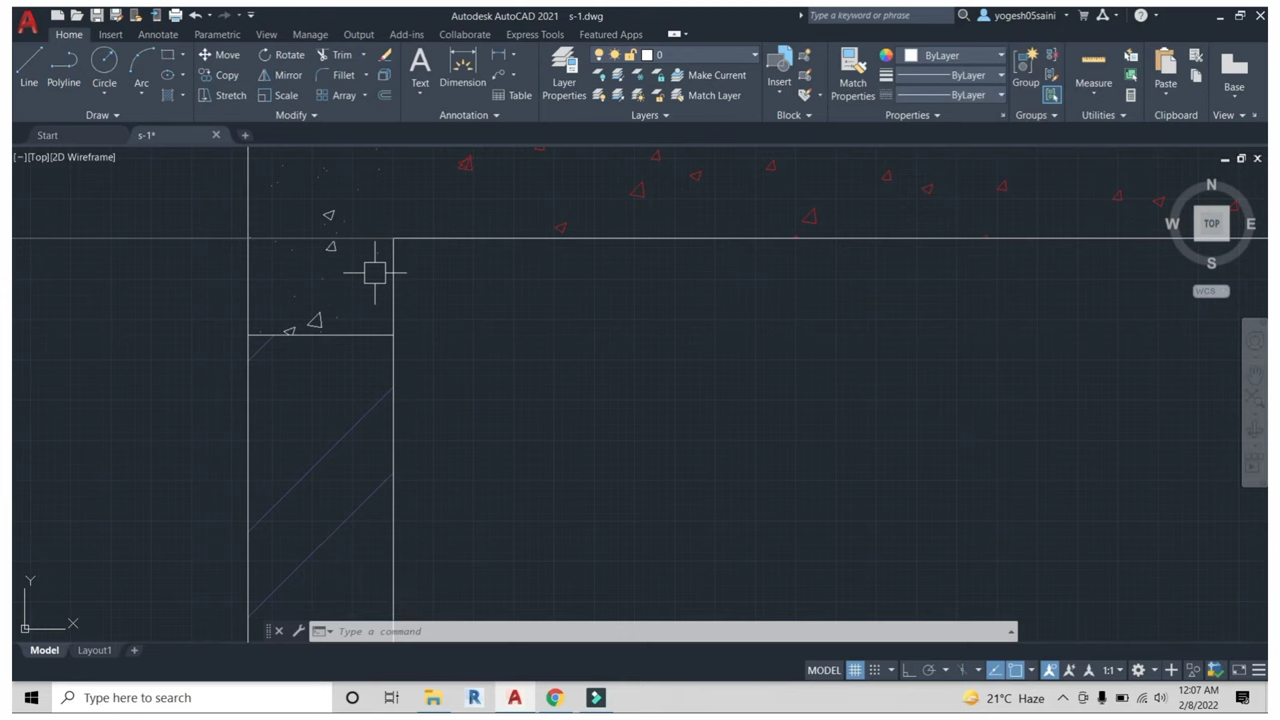 Autodesk AutoCAD 2021 s-1.dwg
Type a keyword or phrase
yogesh05saini
Home Insert Annotate Parametric View Manage Output Add-ins Collaborate Express Tools Featured Apps
Line
Polyline
Circle
Arc
Move
Rotate
Trim
Copy
Mirror
Fillet
Stretch
Scale
Array
Text
Dimension
Table
Layer
Properties
0
Make Current
Match Layer
Insert
Match
Properties
ByLayer
ByLayer
ByLayer
Group
Measure
Paste
Base
Draw
Modify
Annotation
Layers
Block
Properties
Groups
Utilities
Clipboard
View
Start
s-1*
[−][Top][2D Wireframe]
N
W
TOP
E
S
WCS
Y
X
Type a command
Model
Layout1
MODEL
1:1
Type here to search
R
A
21°C Haze
12:07 AM
2/8/2022